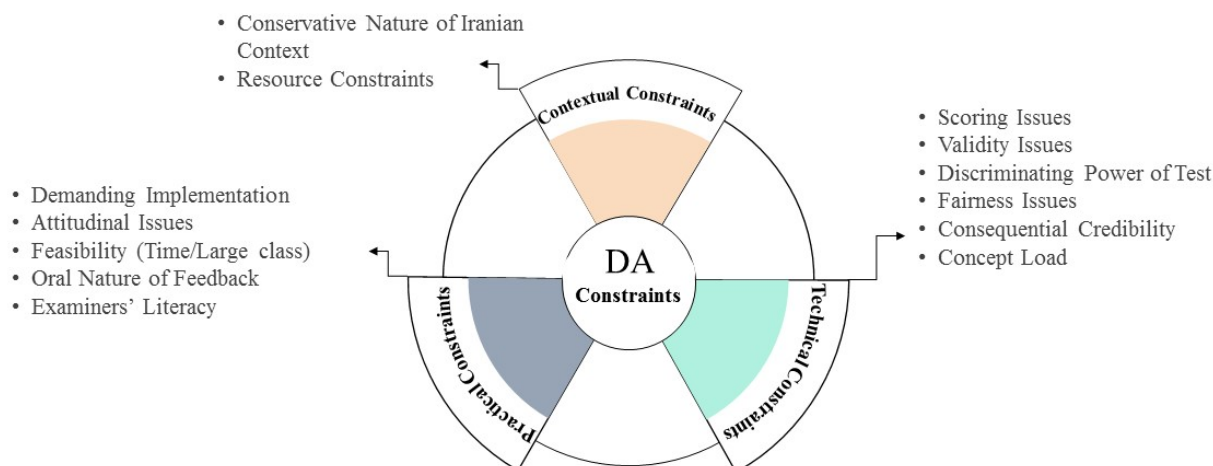 • Conservative Nature of Iranian
Context
• Resource Constraints
Contextual Constraints
• Scoring Issues
• Validity Issues
• Discriminating Power of Test
• Fairness Issues
• Consequential Credibility
• Concept Load
• Demanding Implementation
• Attitudinal Issues
• Feasibility (Time/Large class)
• Oral Nature of Feedback
• Examiners' Literacy
DA
Constraints
Practical Constraints
Technical Constraints